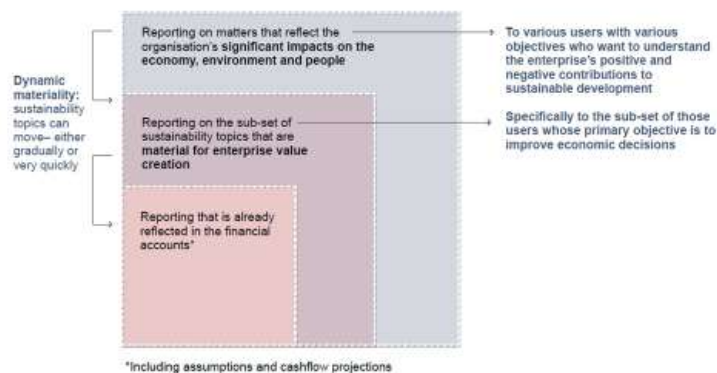 Reporting on matters that reflect the
organisation's significant impacts on the
economy, environment and people
To various users with various
objectives who want to understand
the enterprise's positive and
negative contributions to
sustainable development
Dynamic
materiality:
sustainability
topics can
move– either
gradually or
very quickly
Reporting on the sub-set of
sustainability topics that are
material for enterprise value
creation
Specifically to the sub-set of those
users whose primary objective is to
improve economic decisions
Reporting that is already
reflected in the financial
accounts*
*Including assumptions and cashflow projections